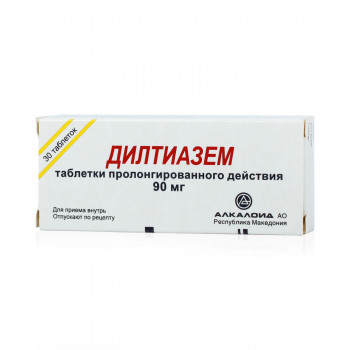 30 таблеток
ДИЛТИАЗЕМ
таблетки пролонгированного действия
90 мг
Для приема внутрь
Отпускают по рецепту
АЛКАЛОИД АО
Республика Македония